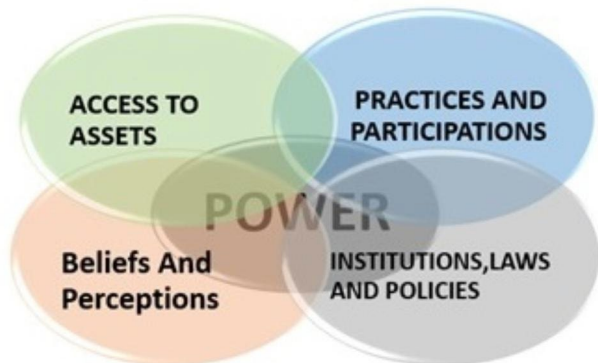 ACCESS TO
ASSETS
PRACTICES AND
PARTICIPATIONS
POWER
Beliefs And
Perceptions
INSTITUTIONS,LAWS
AND POLICIES